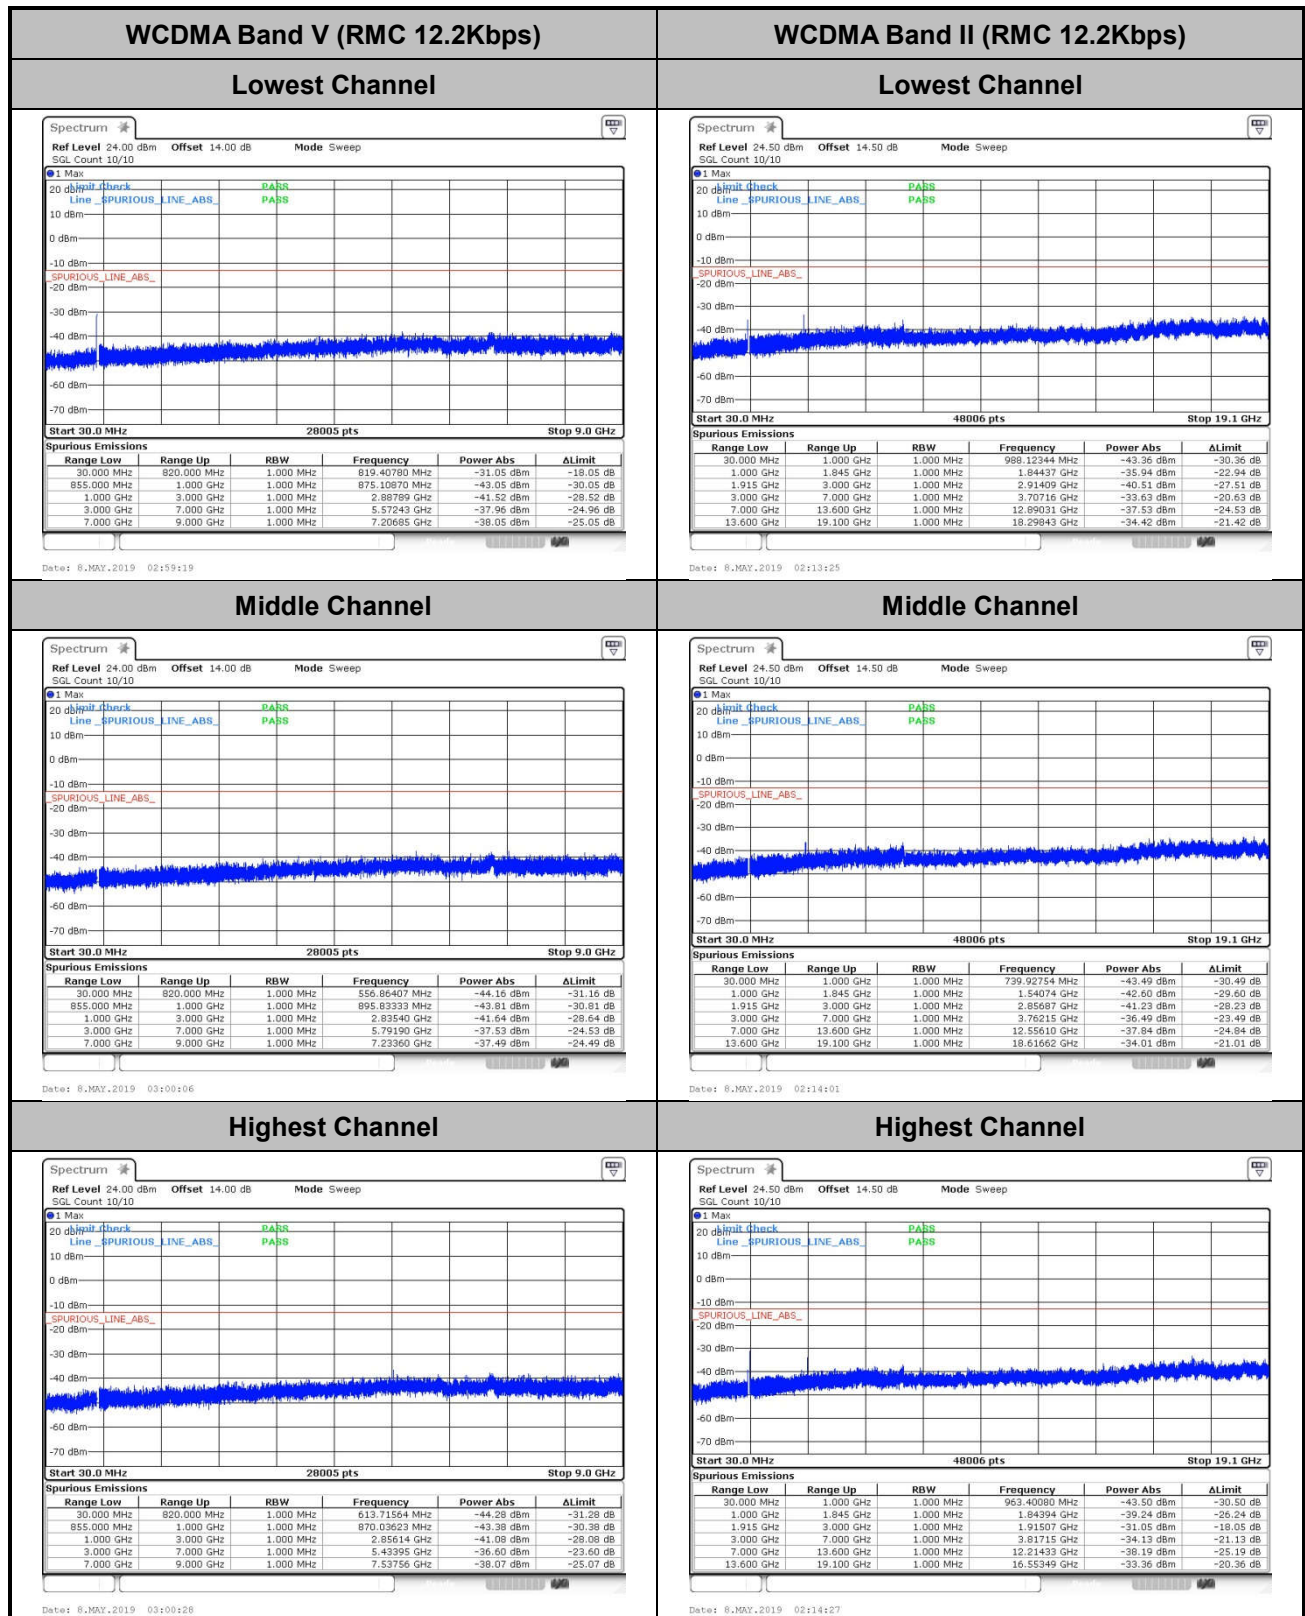 WCDMA Band V (RMC 12.2Kbps) WCDMA Band II (RMC 12.2Kbps)
Lowest Channel Lowest Channel
Spectrum
Ref Level 24.00 dBm Offset 14.00 dB Mode Sweep
SGL Count 10/10
1 Max
20 dBm Limit Check PASS
Line _SPURIOUS_LINE_ABS_ PASS
10 dBm
0 dBm
-10 dBm
_SPURIOUS_LINE_ABS_
-20 dBm
-30 dBm
-40 dBm
-60 dBm
-70 dBm
Start 30.0 MHz 28005 pts Stop 9.0 GHz
Spurious Emissions
Range Low Range Up RBW Frequency Power Abs ΔLimit
30.000 MHz 820.000 MHz 1.000 MHz 819.40780 MHz -31.05 dBm -18.05 dB
855.000 MHz 1.000 GHz 1.000 MHz 875.10870 MHz -43.05 dBm -30.05 dB
1.000 GHz 3.000 GHz 1.000 MHz 2.88789 GHz -41.52 dBm -28.52 dB
3.000 GHz 7.000 GHz 1.000 MHz 5.57243 GHz -37.96 dBm -24.96 dB
7.000 GHz 9.000 GHz 1.000 MHz 7.20685 GHz -38.05 dBm -25.05 dB
Date: 8.MAY.2019 02:59:19
Spectrum
Ref Level 24.50 dBm Offset 14.50 dB Mode Sweep
SGL Count 10/10
1 Max
20 dBm Limit Check PASS
Line _SPURIOUS_LINE_ABS_ PASS
10 dBm
0 dBm
-10 dBm
_SPURIOUS_LINE_ABS_
-20 dBm
-30 dBm
-40 dBm
-60 dBm
-70 dBm
Start 30.0 MHz 48006 pts Stop 19.1 GHz
Spurious Emissions
Range Low Range Up RBW Frequency Power Abs ΔLimit
30.000 MHz 1.000 GHz 1.000 MHz 988.12344 MHz -43.36 dBm -30.36 dB
1.000 GHz 1.845 GHz 1.000 MHz 1.84437 GHz -35.94 dBm -22.94 dB
1.915 GHz 3.000 GHz 1.000 MHz 2.91409 GHz -40.51 dBm -27.51 dB
3.000 GHz 7.000 GHz 1.000 MHz 3.70716 GHz -33.63 dBm -20.63 dB
7.000 GHz 13.600 GHz 1.000 MHz 12.89031 GHz -37.53 dBm -24.53 dB
13.600 GHz 19.100 GHz 1.000 MHz 18.29843 GHz -34.42 dBm -21.42 dB
Date: 8.MAY.2019 02:13:25
Middle Channel Middle Channel
Spectrum
Ref Level 24.00 dBm Offset 14.00 dB Mode Sweep
SGL Count 10/10
1 Max
20 dBm Limit Check PASS
Line _SPURIOUS_LINE_ABS_ PASS
10 dBm
0 dBm
-10 dBm
_SPURIOUS_LINE_ABS_
-20 dBm
-30 dBm
-40 dBm
-60 dBm
-70 dBm
Start 30.0 MHz 28005 pts Stop 9.0 GHz
Spurious Emissions
Range Low Range Up RBW Frequency Power Abs ΔLimit
30.000 MHz 820.000 MHz 1.000 MHz 556.86407 MHz -44.16 dBm -31.16 dB
855.000 MHz 1.000 GHz 1.000 MHz 895.83333 MHz -43.81 dBm -30.81 dB
1.000 GHz 3.000 GHz 1.000 MHz 2.83540 GHz -41.64 dBm -28.64 dB
3.000 GHz 7.000 GHz 1.000 MHz 5.79190 GHz -37.53 dBm -24.53 dB
7.000 GHz 9.000 GHz 1.000 MHz 7.23360 GHz -37.49 dBm -24.49 dB
Date: 8.MAY.2019 03:00:06
Spectrum
Ref Level 24.50 dBm Offset 14.50 dB Mode Sweep
SGL Count 10/10
1 Max
20 dBm Limit Check PASS
Line _SPURIOUS_LINE_ABS_ PASS
10 dBm
0 dBm
-10 dBm
_SPURIOUS_LINE_ABS_
-20 dBm
-30 dBm
-40 dBm
-60 dBm
-70 dBm
Start 30.0 MHz 48006 pts Stop 19.1 GHz
Spurious Emissions
Range Low Range Up RBW Frequency Power Abs ΔLimit
30.000 MHz 1.000 GHz 1.000 MHz 739.92754 MHz -43.49 dBm -30.49 dB
1.000 GHz 1.845 GHz 1.000 MHz 1.54074 GHz -42.60 dBm -29.60 dB
1.915 GHz 3.000 GHz 1.000 MHz 2.85687 GHz -41.23 dBm -28.23 dB
3.000 GHz 7.000 GHz 1.000 MHz 3.76215 GHz -36.49 dBm -23.49 dB
7.000 GHz 13.600 GHz 1.000 MHz 12.55610 GHz -37.84 dBm -24.84 dB
13.600 GHz 19.100 GHz 1.000 MHz 18.61662 GHz -34.01 dBm -21.01 dB
Date: 8.MAY.2019 02:14:01
Highest Channel Highest Channel
Spectrum
Ref Level 24.00 dBm Offset 14.00 dB Mode Sweep
SGL Count 10/10
1 Max
20 dBm Limit Check PASS
Line _SPURIOUS_LINE_ABS_ PASS
10 dBm
0 dBm
-10 dBm
_SPURIOUS_LINE_ABS_
-20 dBm
-30 dBm
-40 dBm
-60 dBm
-70 dBm
Start 30.0 MHz 28005 pts Stop 9.0 GHz
Spurious Emissions
Range Low Range Up RBW Frequency Power Abs ΔLimit
30.000 MHz 820.000 MHz 1.000 MHz 613.71564 MHz -44.28 dBm -31.28 dB
855.000 MHz 1.000 GHz 1.000 MHz 870.03623 MHz -43.38 dBm -30.38 dB
1.000 GHz 3.000 GHz 1.000 MHz 2.85614 GHz -41.08 dBm -28.08 dB
3.000 GHz 7.000 GHz 1.000 MHz 5.43395 GHz -36.60 dBm -23.60 dB
7.000 GHz 9.000 GHz 1.000 MHz 7.53756 GHz -38.07 dBm -25.07 dB
Date: 8.MAY.2019 03:00:28
Spectrum
Ref Level 24.50 dBm Offset 14.50 dB Mode Sweep
SGL Count 10/10
1 Max
20 dBm Limit Check PASS
Line _SPURIOUS_LINE_ABS_ PASS
10 dBm
0 dBm
-10 dBm
_SPURIOUS_LINE_ABS_
-20 dBm
-30 dBm
-40 dBm
-60 dBm
-70 dBm
Start 30.0 MHz 48006 pts Stop 19.1 GHz
Spurious Emissions
Range Low Range Up RBW Frequency Power Abs ΔLimit
30.000 MHz 1.000 GHz 1.000 MHz 963.40080 MHz -43.50 dBm -30.50 dB
1.000 GHz 1.845 GHz 1.000 MHz 1.84394 GHz -39.24 dBm -26.24 dB
1.915 GHz 3.000 GHz 1.000 MHz 1.91507 GHz -31.05 dBm -18.05 dB
3.000 GHz 7.000 GHz 1.000 MHz 3.81715 GHz -34.13 dBm -21.13 dB
7.000 GHz 13.600 GHz 1.000 MHz 12.21433 GHz -38.19 dBm -25.19 dB
13.600 GHz 19.100 GHz 1.000 MHz 16.55349 GHz -33.36 dBm -20.36 dB
Date: 8.MAY.2019 02:14:27